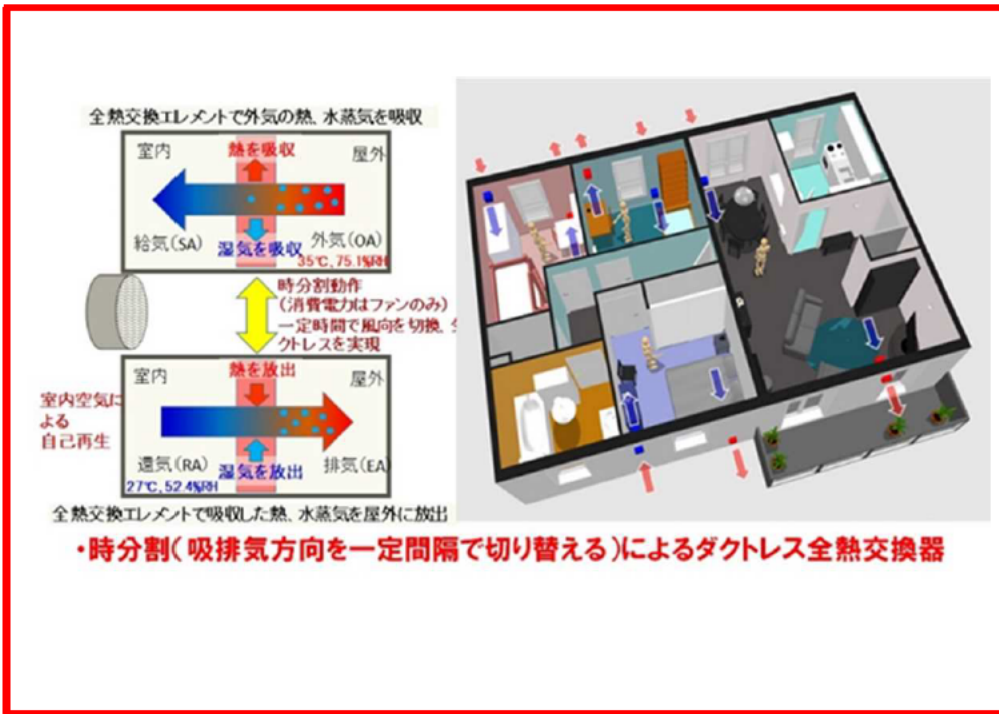 全熱交換エレメントで外気の熱、水蒸気を吸収
室内
熱を吸収
屋外
給気(SA)
湿気を吸収
外気(OA)
35℃, 75.1%RH
時分割動作
(消費電力はファンのみ)
一定時間で風向を切換、
クトレスを実現
室内
熱を放出
屋外
室内空気に
よる
自己再生
還気(RA)
湿気を放出
排気(EA)
27℃, 52.4%RH
全熱交換エレメントで吸収した熱、水蒸気を屋外に放出
・時分割(吸排気方向を一定間隔で切り替える)によるダクトレス全熱交換器